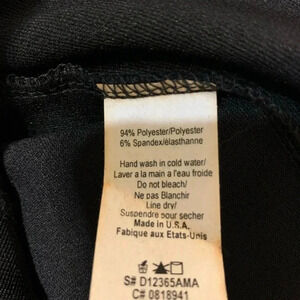 94% Polyester/Polyester
6% Spandex/élasthanne
Hand wash in cold water/
Laver a la main a l'eau froide
Do not bleach/
Ne pas Blanchir
Line dry/
Suspendre pour secher
Made in U.S.A.
Fabique aux Etats-Unis
S# D12365AMA
C# 0818941